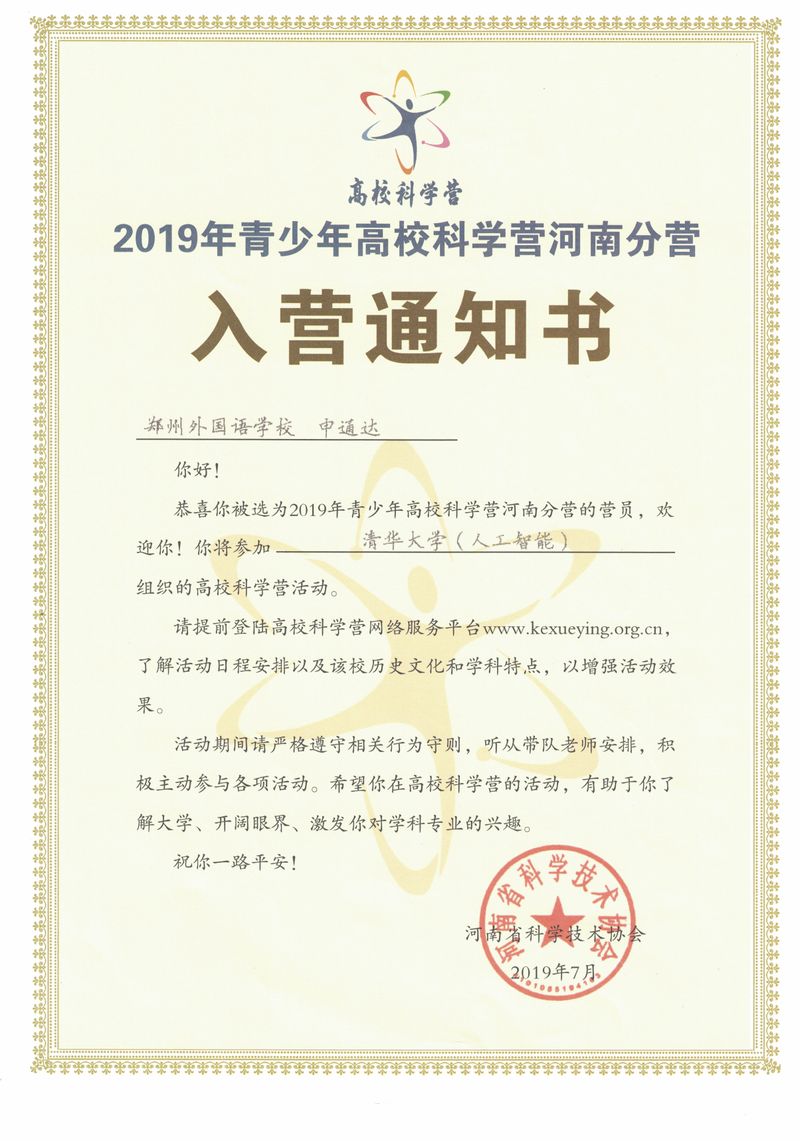 高校科学营
2019年青少年高校科学营河南分营
入营通知书
郑州外国语学校 申通达
你好！
恭喜你被选为2019年青少年高校科学营河南分营的营员，欢
迎你！你将参加 清华大学（人工智能）
组织的高校科学营活动。
请提前登陆高校科学营网络服务平台www.kexueying.org.cn，
了解活动日程安排以及该校历史文化和学科特点，以增强活动效
果。
活动期间请严格遵守相关行为守则，听从带队老师安排，积
极主动参与各项活动。希望你在高校科学营的活动，有助于你了
解大学、开阔眼界、激发你对学科专业的兴趣。
祝你一路平安！
河南省科学技术协会
河南省科学技术协会
2019年7月